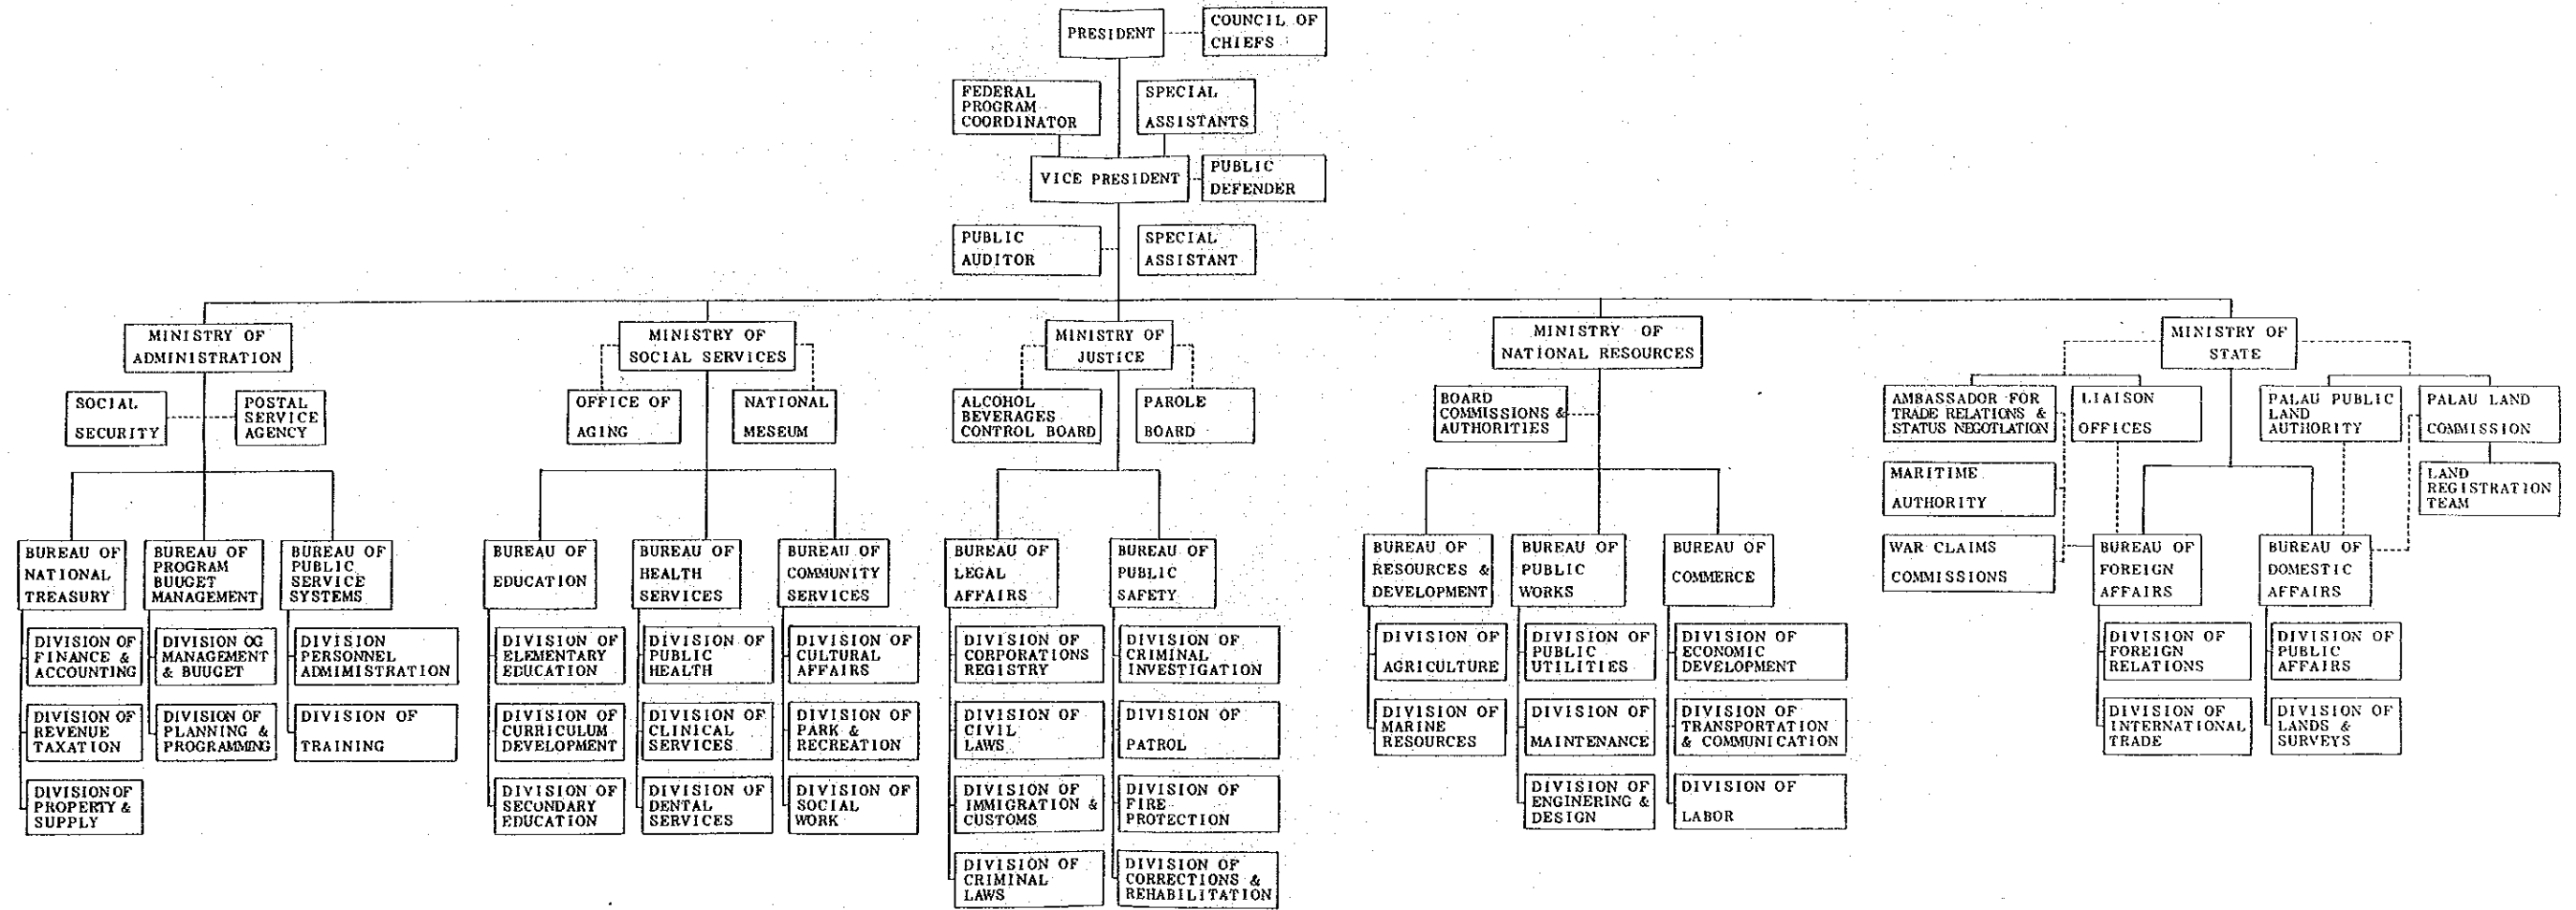 PRESIDENT
COUNCIL OF
CHIEFS
FEDERAL
PROGRAM
COORDINATOR
SPECIAL
ASSISTANTS
VICE PRESIDENT
PUBLIC
DEFENDER
PUBLIC
AUDITOR
SPECIAL
ASSISTANT
MINISTRY OF
ADMINISTRATION
MINISTRY OF
SOCIAL SERVICES
MINISTRY OF
JUSTICE
MINISTRY OF
NATIONAL RESOURCES
MINISTRY OF
STATE
SOCIAL
SECURITY
POSTAL
SERVICE
AGENCY
OFFICE OF
AGING
NATIONAL
MESEUM
ALCOHOL
BEVERAGES
CONTROL BOARD
PAROLE
BOARD
BOARD
COMMISSIONS &
AUTHORITIES
AMBASSADOR FOR
TRADE RELATIONS &
STATUS NEGOTLATION
LIAISON
OFFICES
PALAU PUBLIC
LAND
AUTHORITY
PALAU LAND
COMMISSION
MARITIME
AUTHORITY
LAND
REGISTRATION
TEAM
WAR CLAIMS
COMMISSIONS
BUREAU OF
NATIONAL
TREASURY
BUREAU OF
PROGRAM
BUUGET
MANAGEMENT
BUREAU OF
PUBLIC
SERVICE
SYSTEMS
BUREAU OF
EDUCATION
BUREAU OF
HEALTH
SERVICES
BUREAU OF
COMMUNITY
SERVICES
BUREAU OF
LEGAL
AFFAIRS
BUREAU OF
PUBLIC
SAFETY
BUREAU OF
RESOURCES &
DEVELOPMENT
BUREAU OF
PUBLIC
WORKS
BUREAU OF
COMMERCE
BUREAU OF
FOREIGN
AFFAIRS
BUREAU OF
DOMESTIC
AFFAIRS
DIVISION OF
FINANCE &
ACCOUNTING
DIVISION OG
MANAGEMENT
& BUUGET
DIVISION
PERSONNEL
ADMIMISTRATION
DIVISION OF
ELEMENTARY
EDUCATION
DIVISION OF
PUBLIC
HEALTH
DIVISION OF
CULTURAL
AFFAIRS
DIVISION OF
CORPORATIONS
REGISTRY
DIVISION OF
CRIMINAL
INVESTIGATION
DIVISION OF
AGRICULTURE
DIVISION OF
PUBLIC
UTILITIES
DIVISION OF
ECONOMIC
DEVELOPMENT
DIVISION OF
FOREIGN
RELATIONS
DIVISION OF
PUBLIC
AFFAIRS
DIVISION OF
REVENUE
TAXATION
DIVISION OF
PLANNING &
PROGRAMMING
DIVISION OF
TRAINING
DIVISION OF
CURRICULUM
DEVELOPMENT
DIVISION OF
CLINICAL
SERVICES
DIVISION OF
PARK &
RECREATION
DIVISION OF
CIVIL
LAWS
DIVISION OF
PATROL
DIVISION OF
MARINE
RESOURCES
DIVISION OF
MAINTENANCE
DIVISION OF
TRANSPORTATION
& COMMUNICATION
DIVISION OF
INTERNATIONAL
TRADE
DIVISION OF
LANDS &
SURVEYS
DIVISION OF
PROPERTY &
SUPPLY
DIVISION OF
SECONDARY
EDUCATION
DIVISION OF
DENTAL
SERVICES
DIVISION OF
SOCIAL
WORK
DIVISION OF
IMMIGRATION &
CUSTOMS
DIVISION OF
FIRE
PROTECTION
DIVISION OF
ENGINERING &
DESIGN
DIVISION OF
LABOR
DIVISION OF
CRIMINAL
LAWS
DIVISION OF
CORRECTIONS &
REHABILITATION